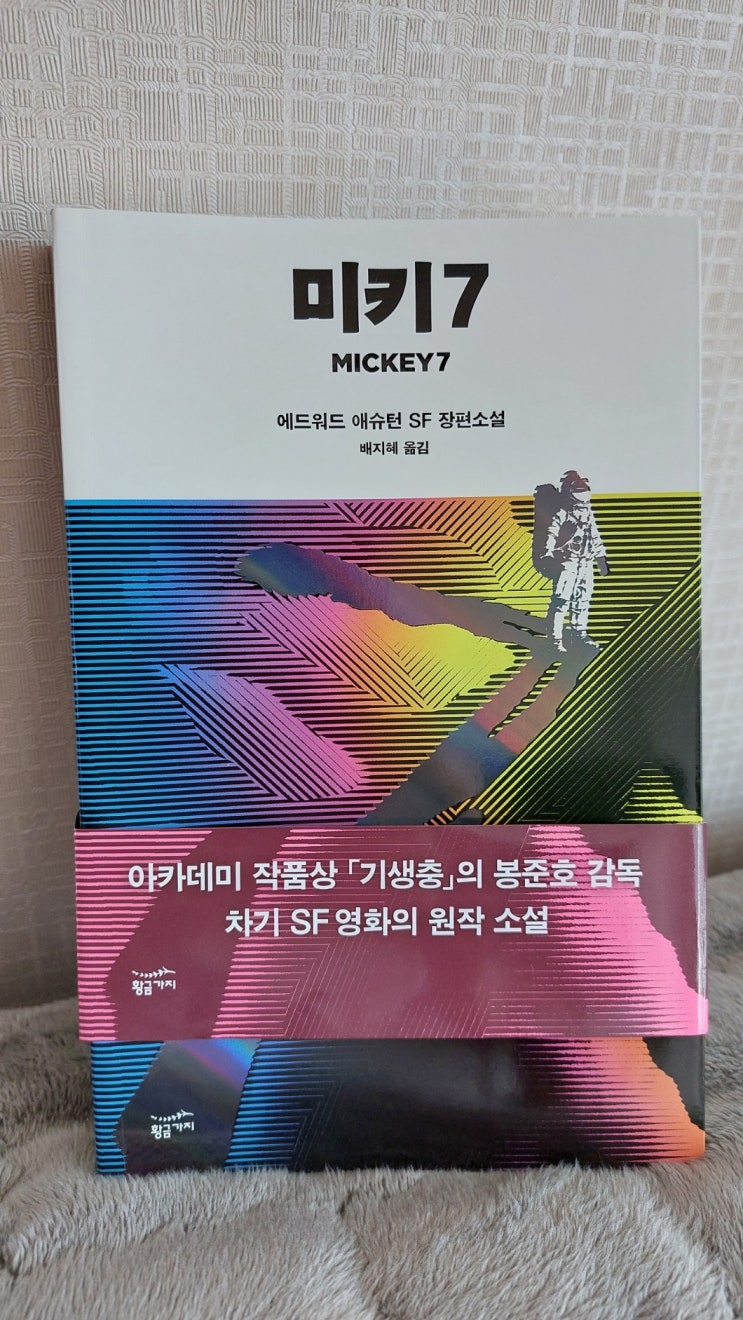 미키7
MICKEY7
에드워드 애슈턴 SF 장편소설
배지혜 옮김
아카데미 작품상 「기생충」의 봉준호 감독
차기 SF 영화의 원작 소설
황금가지
황금가지